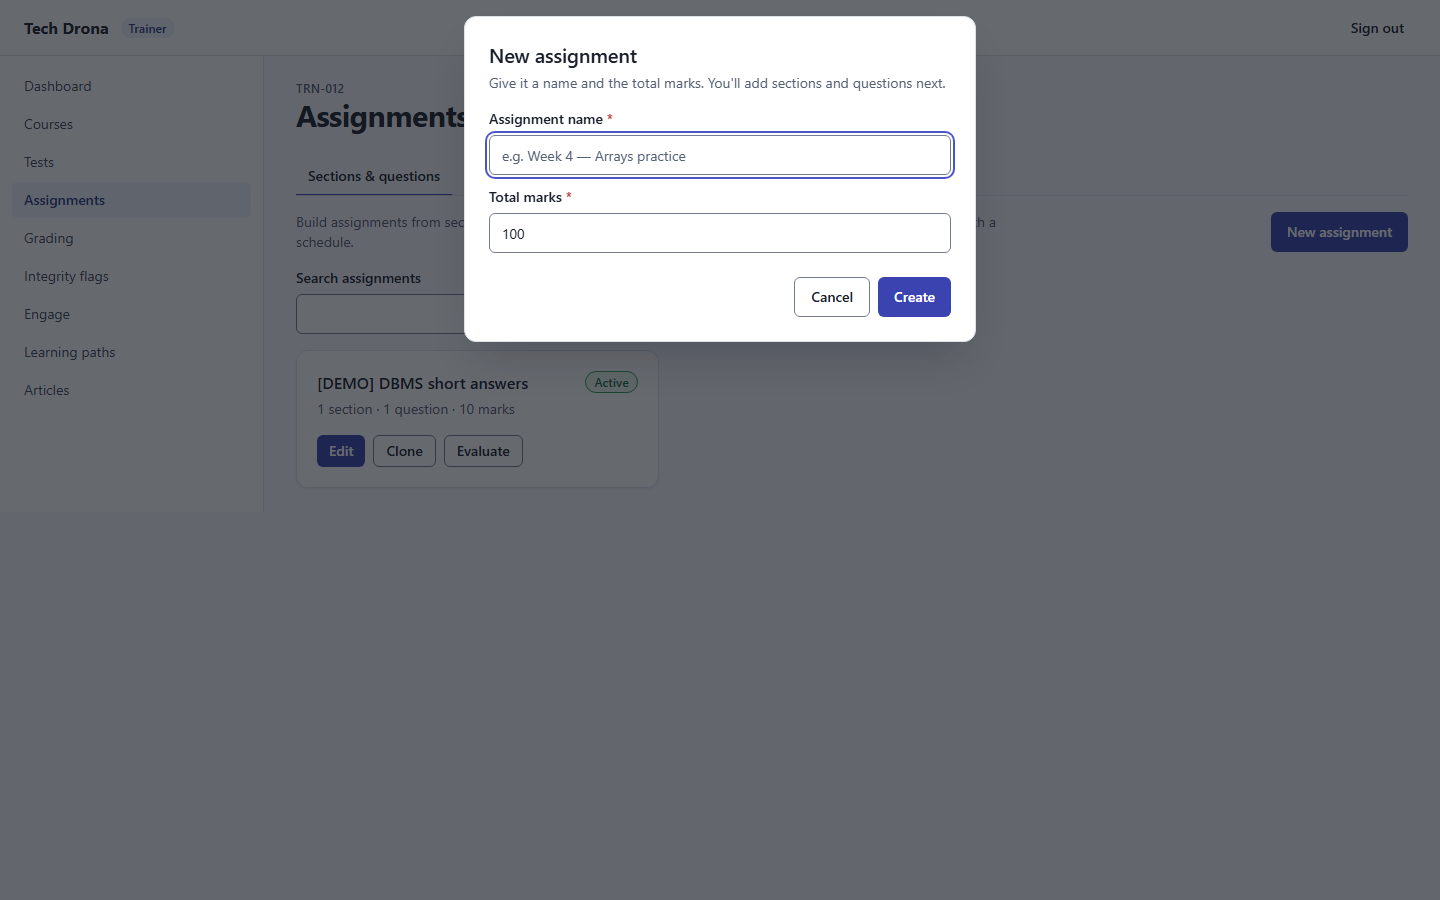 Tech Drona
Trainer
Sign out
Dashboard
Courses
Tests
Assignments
Grading
Integrity flags
Engage
Learning paths
Articles
TRN-012
Assignments
Sections & questions
Build assignments from
schedule.
h a
New assignment
Search assignments
[DEMO] DBMS short answers
Active
1 section · 1 question · 10 marks
Edit
Clone
Evaluate
New assignment
Give it a name and the total marks. You'll add sections and questions next.
Assignment name *
e.g. Week 4 — Arrays practice
Total marks *
100
Cancel
Create